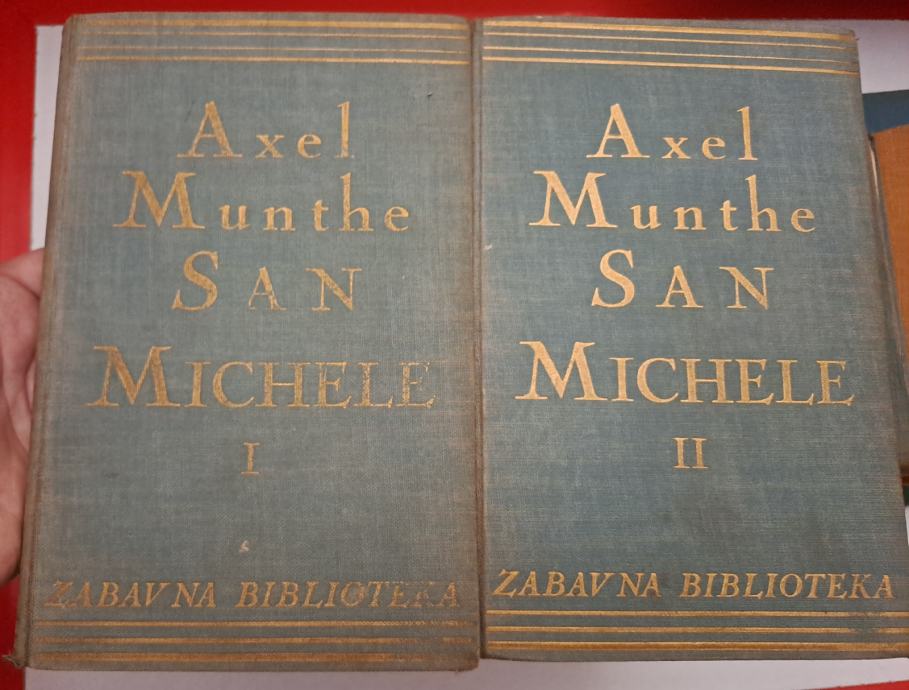 Axel
Munthe
SAN
MICHELE
I
ZABAVNA BIBLIOTEKA
Axel
Munthe
SAN
MICHELE
II
ZABAVNA BIBLIOTEKA